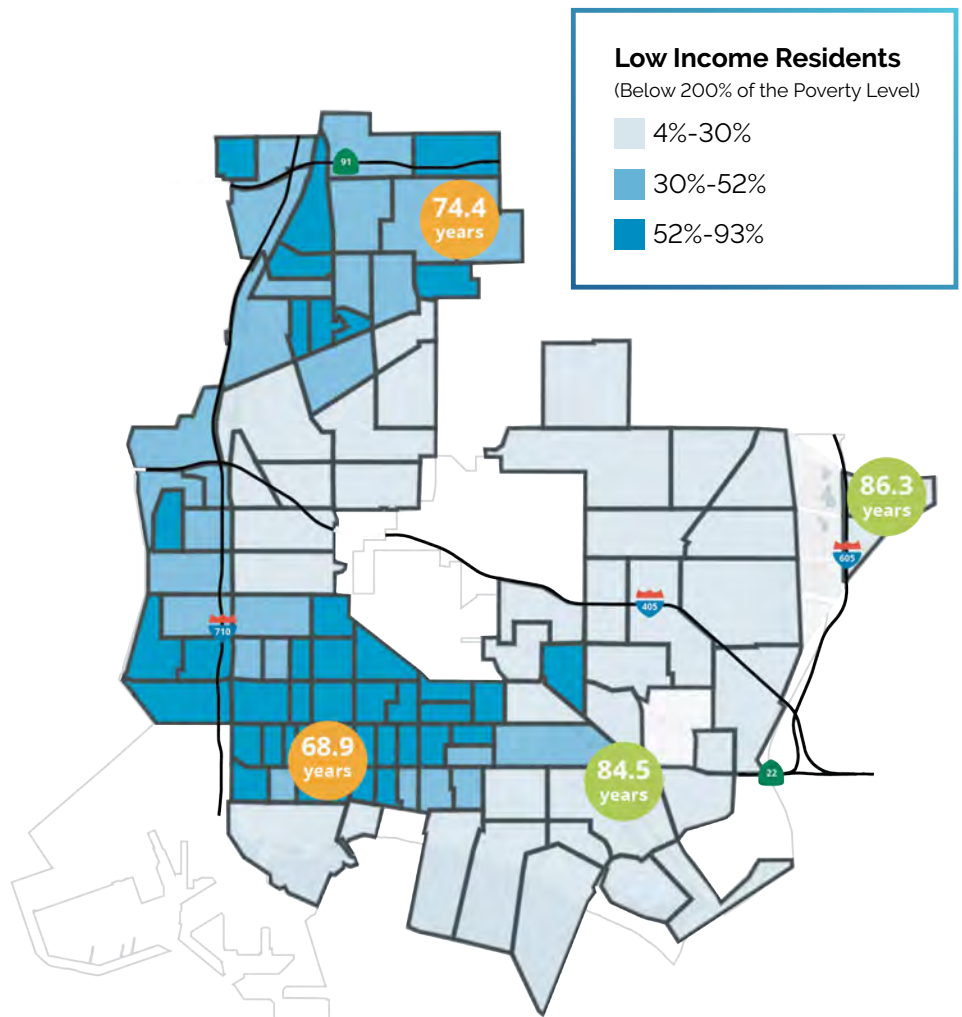 Low Income Residents
(Below 200% of the Poverty Level)
4%-30%
30%-52%
52%-93%
91
74.4
years
86.3
years
605
405
710
68.9
years
84.5
years
22